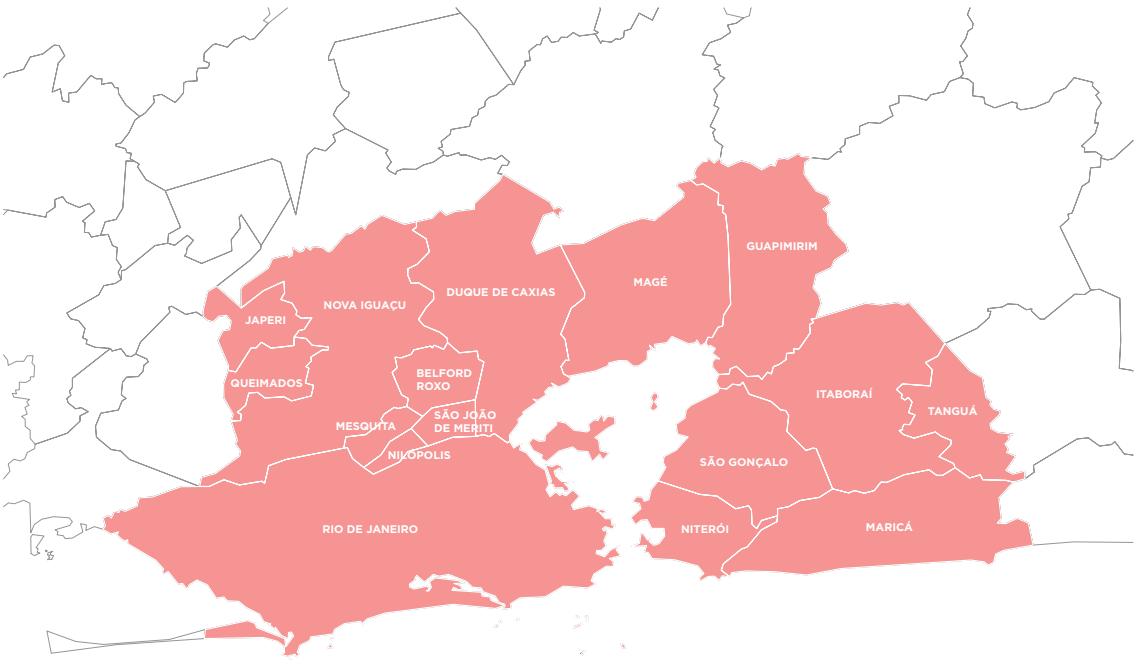 GUAPIMIRIM
MAGÉ
DUQUE DE CAXIAS
NOVA IGUAÇU
JAPERI
BELFORD
ROXO
QUEIMADOS
ITABORAÍ
TANGUÁ
SÃO JOÃO
DE MERITI
MESQUITA
NILÓPOLIS
SÃO GONÇALO
RIO DE JANEIRO
NITERÓI
MARICÁ